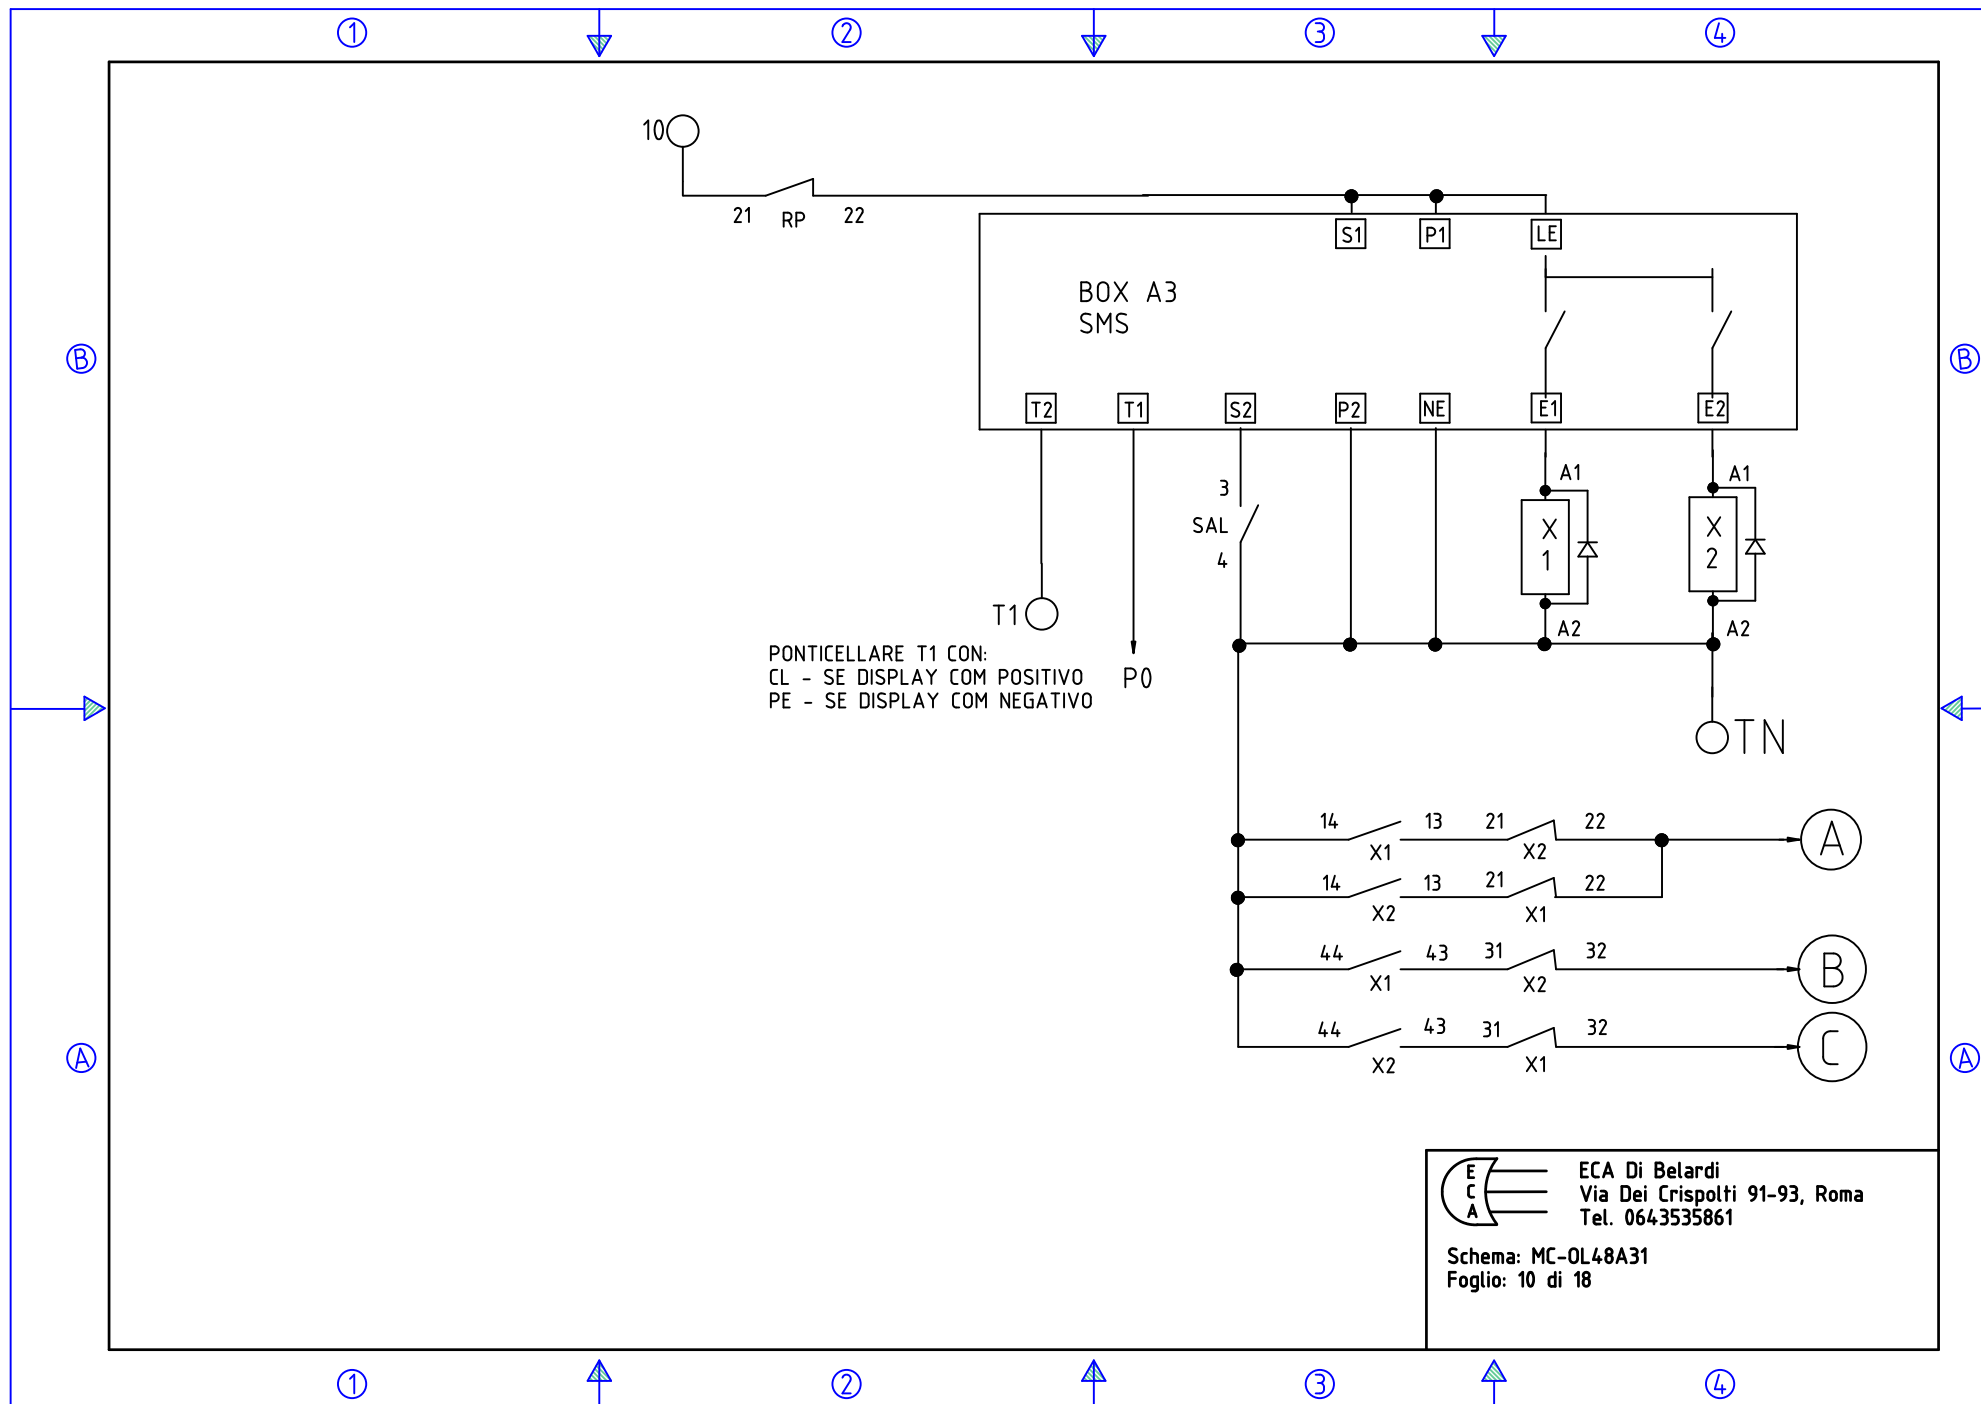 1 2 3 4
10
21 RP 22
S1 P1 LE
BOX A3
SMS
B B
T2 T1 S2 P2 NE E1 E2
A1 A1
3
SAL
4
X
1
X
2
T1
A2 A2
PONTICELLARE T1 CON:
CL - SE DISPLAY COM POSITIVO
PE - SE DISPLAY COM NEGATIVO
P0
TN
14 13 21 22
X1 X2
A
14 13 21 22
X2 X1
44 43 31 32
X1 X2
B
44 43 31 32
X2 X1
C
A A
E
C
A
ECA Di Belardi
Via Dei Crispolti 91-93, Roma
Tel. 0643535861
Schema: MC-OL48A31
Foglio: 10 di 18
1 2 3 4